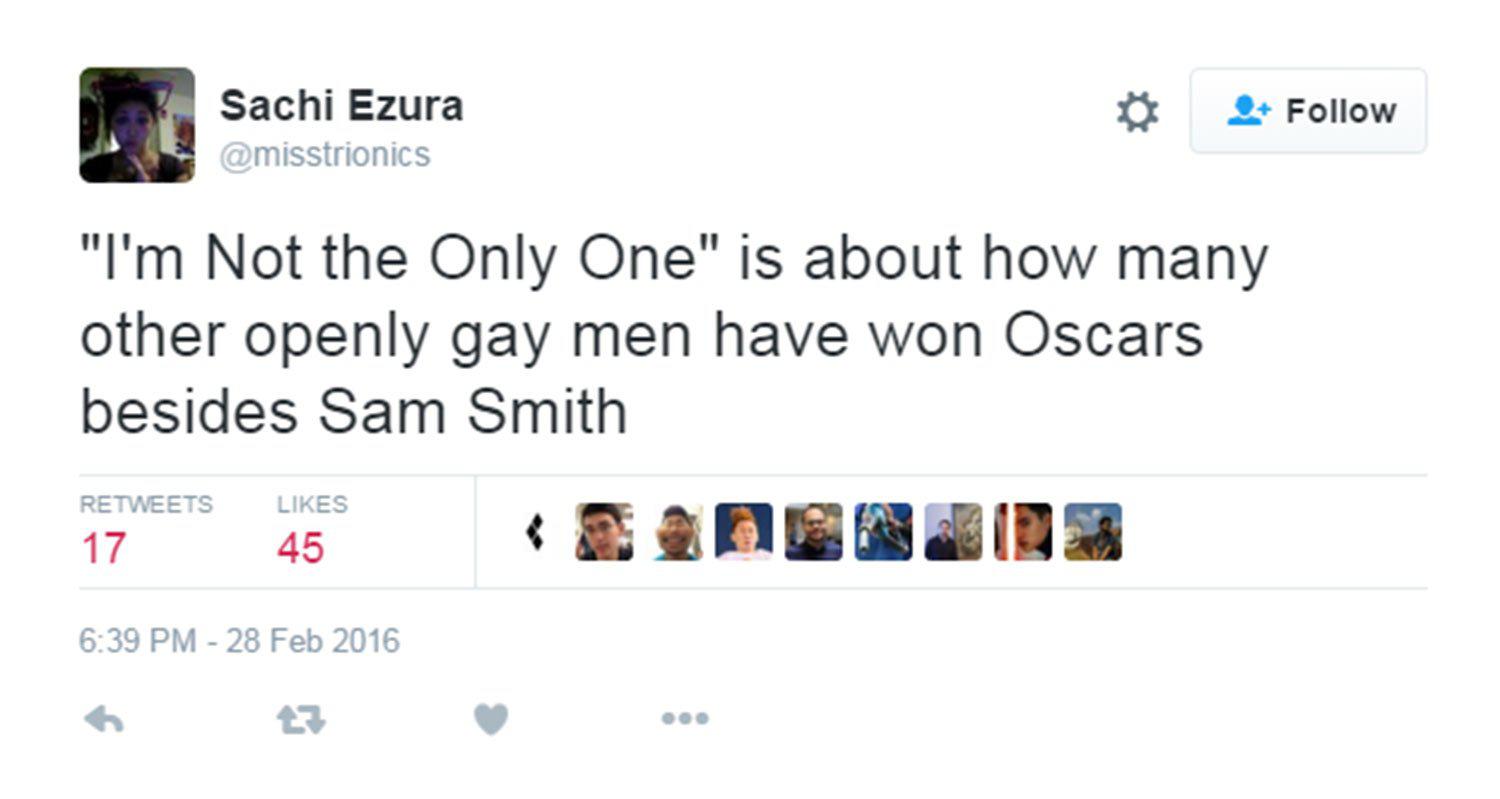 Sachi Ezura
@misstrionics
Follow
"I'm Not the Only One" is about how many
other openly gay men have won Oscars
besides Sam Smith
RETWEETS LIKES
17 45
6:39 PM - 28 Feb 2016